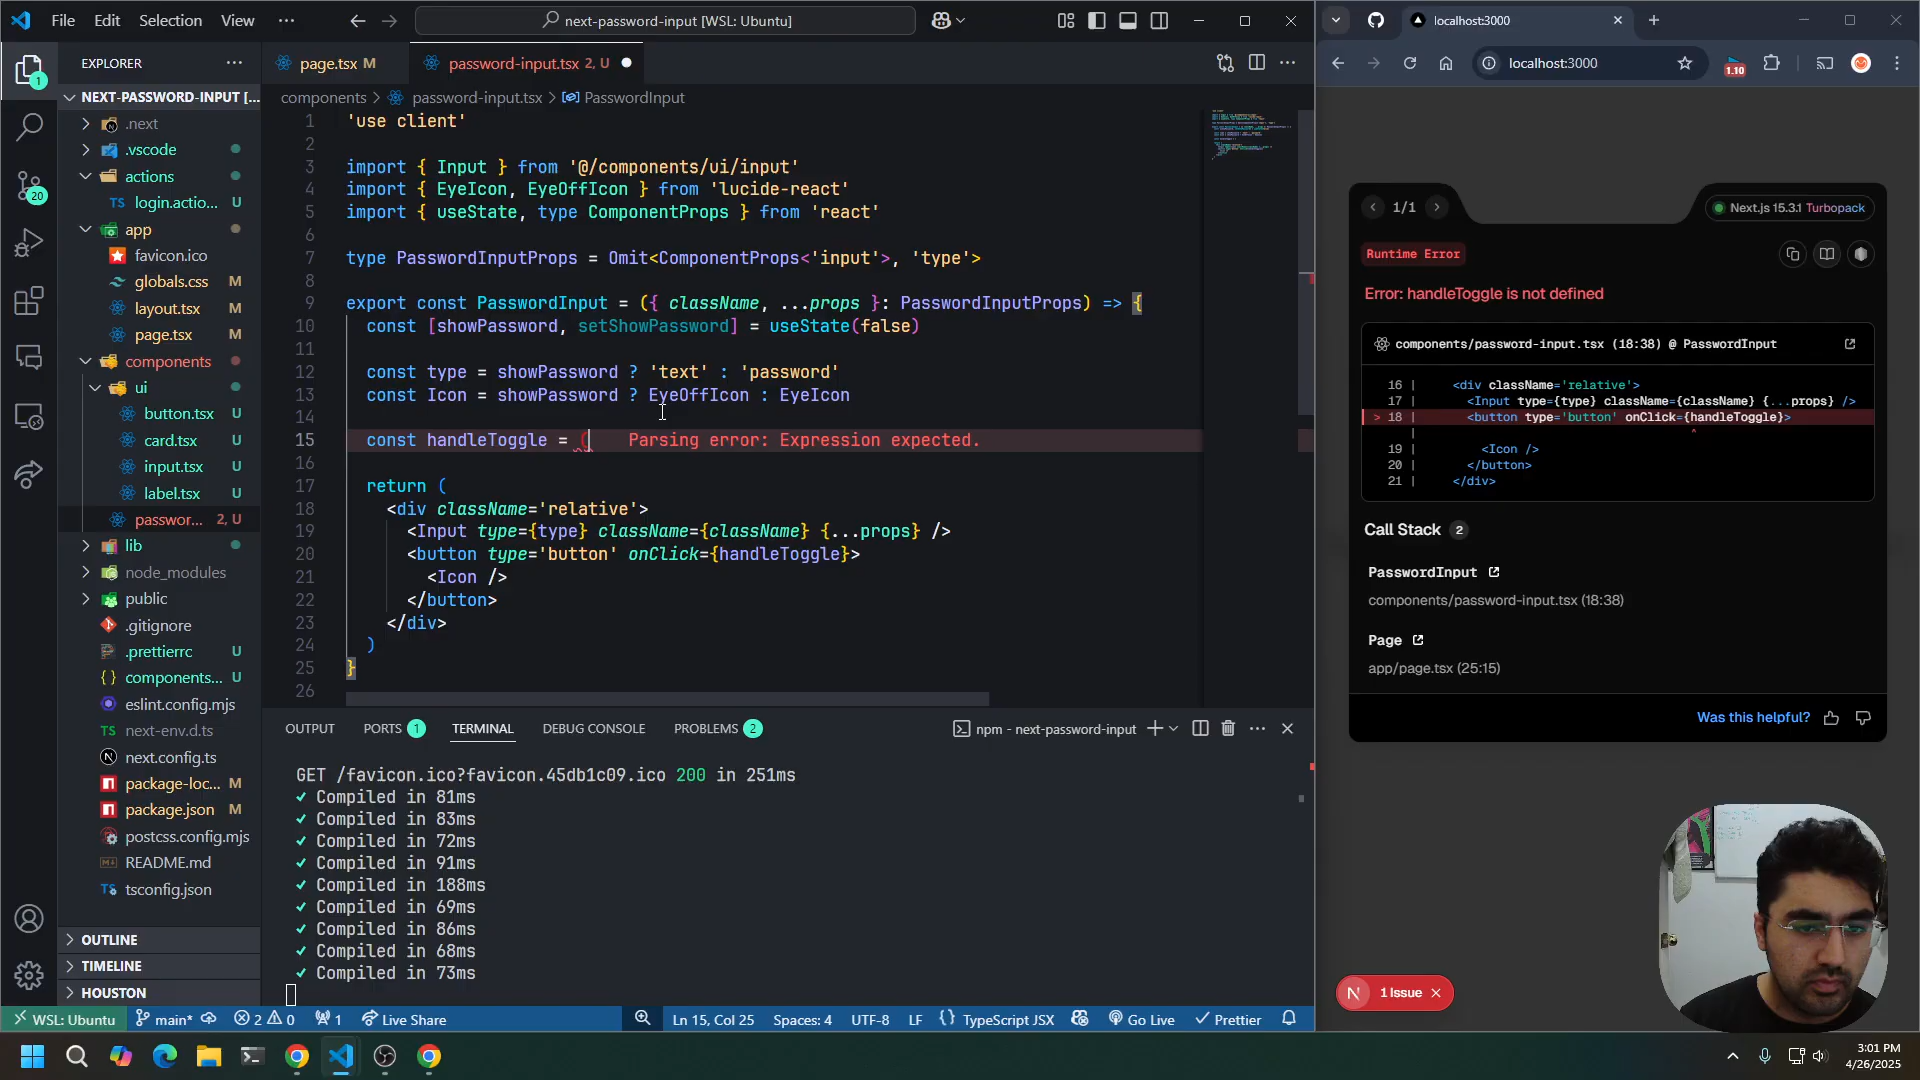 File Edit Selection View ···
next-password-input [WSL: Ubuntu]
EXPLORER
NEXT-PASSWORD-INPUT [...
.next
.vscode
actions
TS login.actio... U
app
favicon.ico
globals.css M
layout.tsx M
page.tsx M
components
ui
button.tsx U
card.tsx U
input.tsx U
label.tsx U
passwor... 2, U
lib
node_modules
public
.gitignore
.prettierrc U
{} components... U
eslint.config.mjs
TS next-env.d.ts
next.config.ts
package-loc... M
package.json M
postcss.config.mjs
README.md
tsconfig.json
OUTLINE
TIMELINE
HOUSTON
1
20
page.tsx M
password-input.tsx 2, U
components > password-input.tsx > PasswordInput
1 'use client'
2
3 import { Input } from '@/components/ui/input'
4 import { EyeIcon, EyeOffIcon } from 'lucide-react'
5 import { useState, type ComponentProps } from 'react'
6
7 type PasswordInputProps = Omit<ComponentProps<'input'>, 'type'>
8
9 export const PasswordInput = ({ className, ...props }: PasswordInputProps) => {
10 const [showPassword, setShowPassword] = useState(false)
11
12 const type = showPassword ? 'text' : 'password'
13 const Icon = showPassword ? EyeOffIcon : EyeIcon
14
15 const handleToggle = ( Parsing error: Expression expected.
16
17 return (
18 <div className='relative'>
19 <Input type={type} className={className} {...props} />
20 <button type='button' onClick={handleToggle}>
21 <Icon />
22 </button>
23 </div>
24 )
25 }
26
OUTPUT PORTS 1 TERMINAL DEBUG CONSOLE PROBLEMS 2
npm - next-password-input
GET /favicon.ico?favicon.45db1c09.ico 200 in 251ms
✓ Compiled in 81ms
✓ Compiled in 83ms
✓ Compiled in 72ms
✓ Compiled in 91ms
✓ Compiled in 188ms
✓ Compiled in 69ms
✓ Compiled in 86ms
✓ Compiled in 68ms
✓ Compiled in 73ms
WSL: Ubuntu main* 2 0 1 Live Share Ln 15, Col 25 Spaces: 4 UTF-8 LF {} TypeScript JSX Go Live Prettier
localhost:3000
localhost:3000
1.10
1/1
Next.js 15.3.1 Turbopack
Runtime Error
Error: handleToggle is not defined
components/password-input.tsx (18:38) @ PasswordInput
16 | <div className='relative'>
17 | <Input type={type} className={className} {...props} />
> 18 | <button type='button' onClick={handleToggle}>
| ^
19 | <Icon />
20 | </button>
21 | </div>
Call Stack 2
PasswordInput
components/password-input.tsx (18:38)
Page
app/page.tsx (25:15)
Was this helpful?
N 1 Issue
3:01 PM
4/26/2025